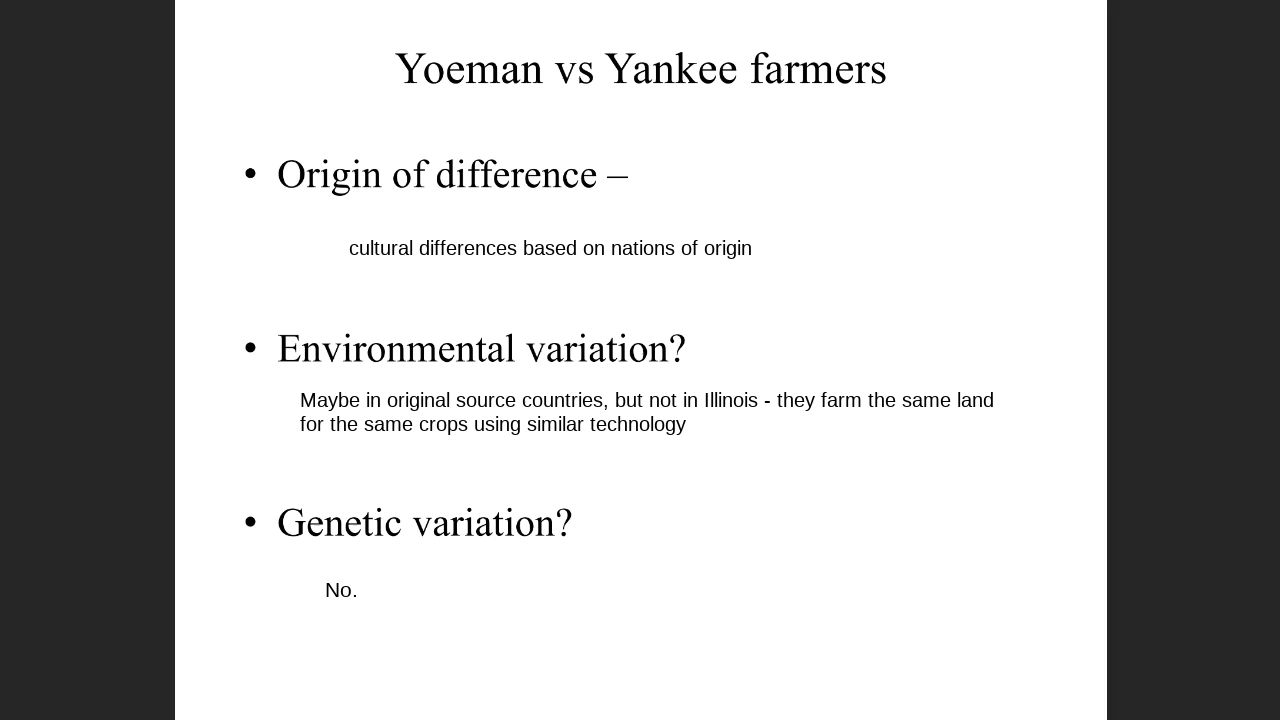 Yoeman vs Yankee farmers
• Origin of difference –
cultural differences based on nations of origin
• Environmental variation?
Maybe in original source countries, but not in Illinois - they farm the same land
for the same crops using similar technology
• Genetic variation?
No.